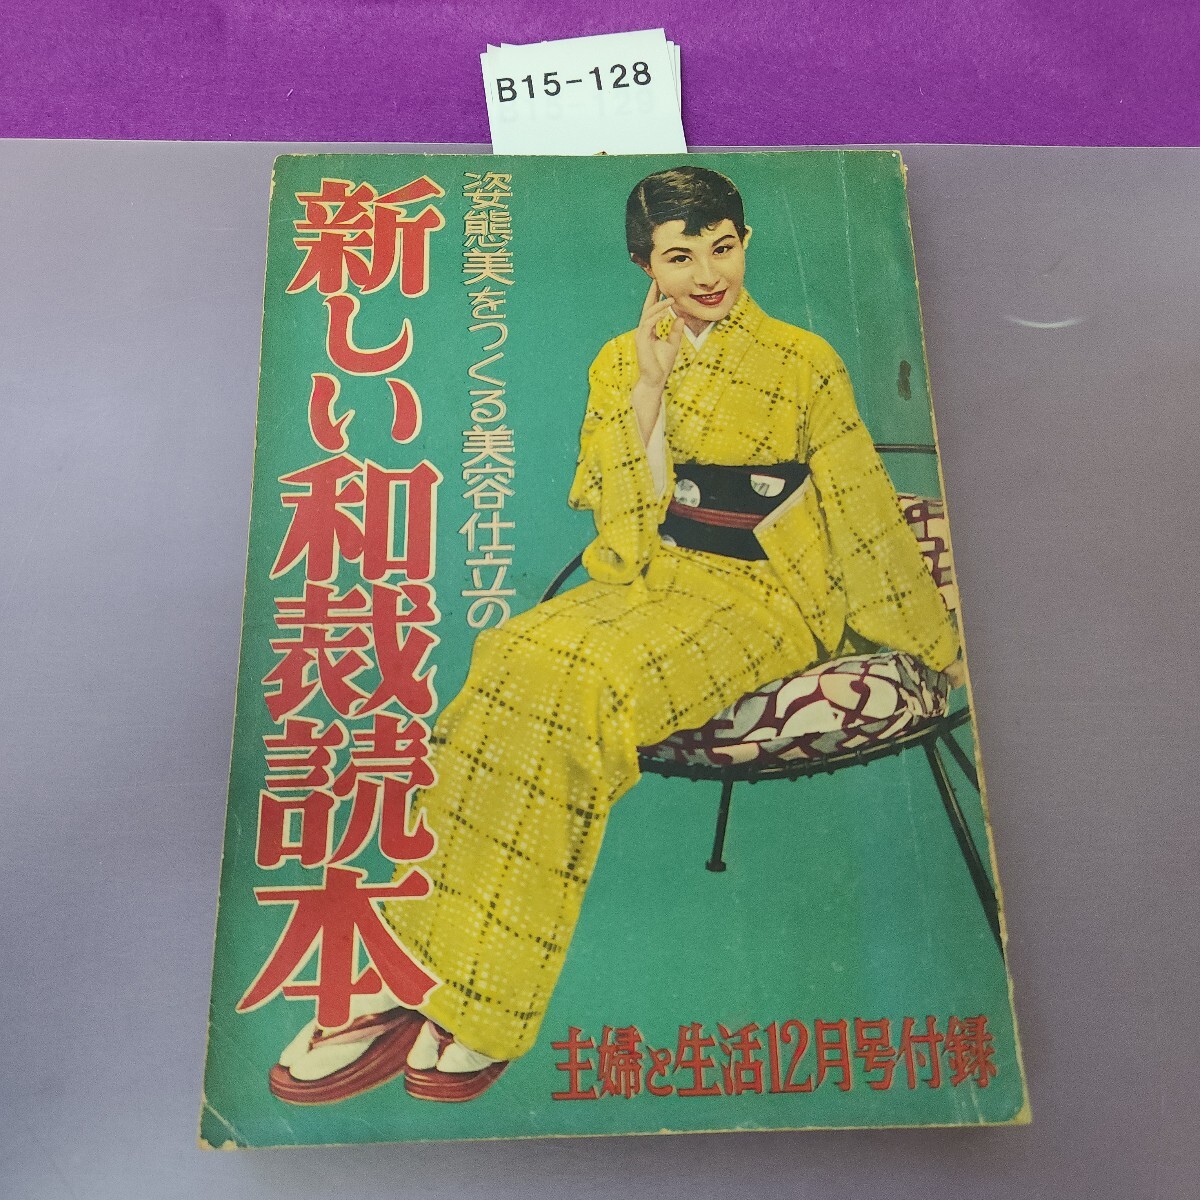 B15-128
姿態美をつくる美容仕立の
新しい和裁読本
主婦と生活12月号付録